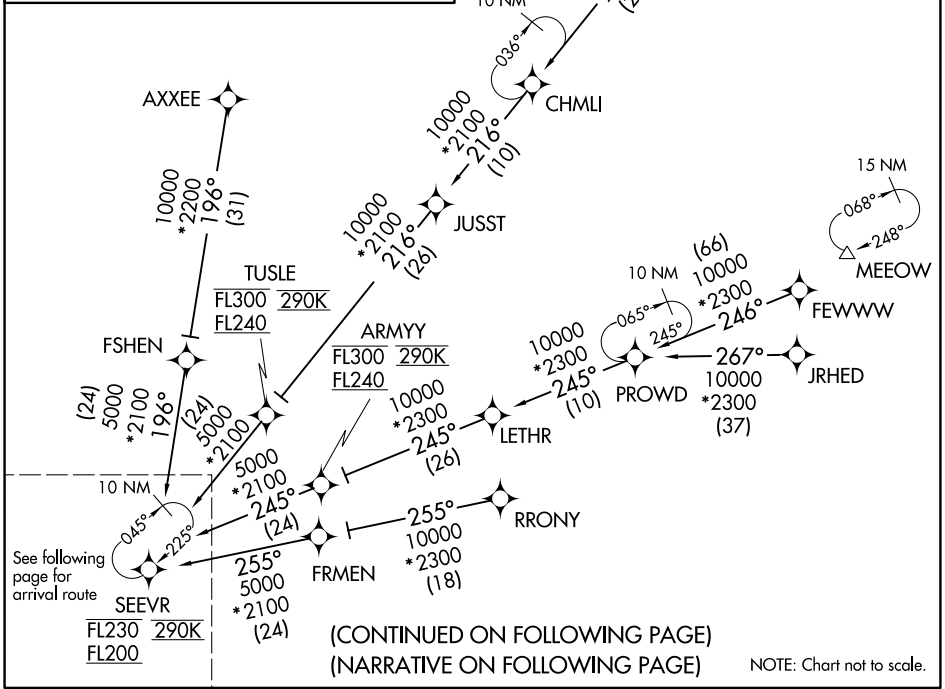 10 NM
036°
CHMLI
AXXEE
10000
*2100
216°
(10)
15 NM
068°
248°
MEEOW
10000
*2200
196°
(31)
JUSST
10000
*2100
216°
(26)
TUSLE
FL300 290K
FL240
(66)
10000
*2300
246°
FEWWW
10 NM
065°
245°
PROWD
267°
10000
*2300
(37)
JRHED
ARMYY
FL300 290K
FL240
10000
*2300
245°
(10)
FSHEN
(24)
5000
*2100
196°
(24)
5000
*2100
10000
*2300
245°
(26)
LETHR
5000
*2100
245°
(24)
10 NM
045°
225°
RRONY
255°
10000
*2300
(18)
FRMEN
255°
5000
*2100
(24)
See following
page for
arrival route
SEEVR
FL230 290K
FL200
(CONTINUED ON FOLLOWING PAGE)
(NARRATIVE ON FOLLOWING PAGE)
NOTE: Chart not to scale.